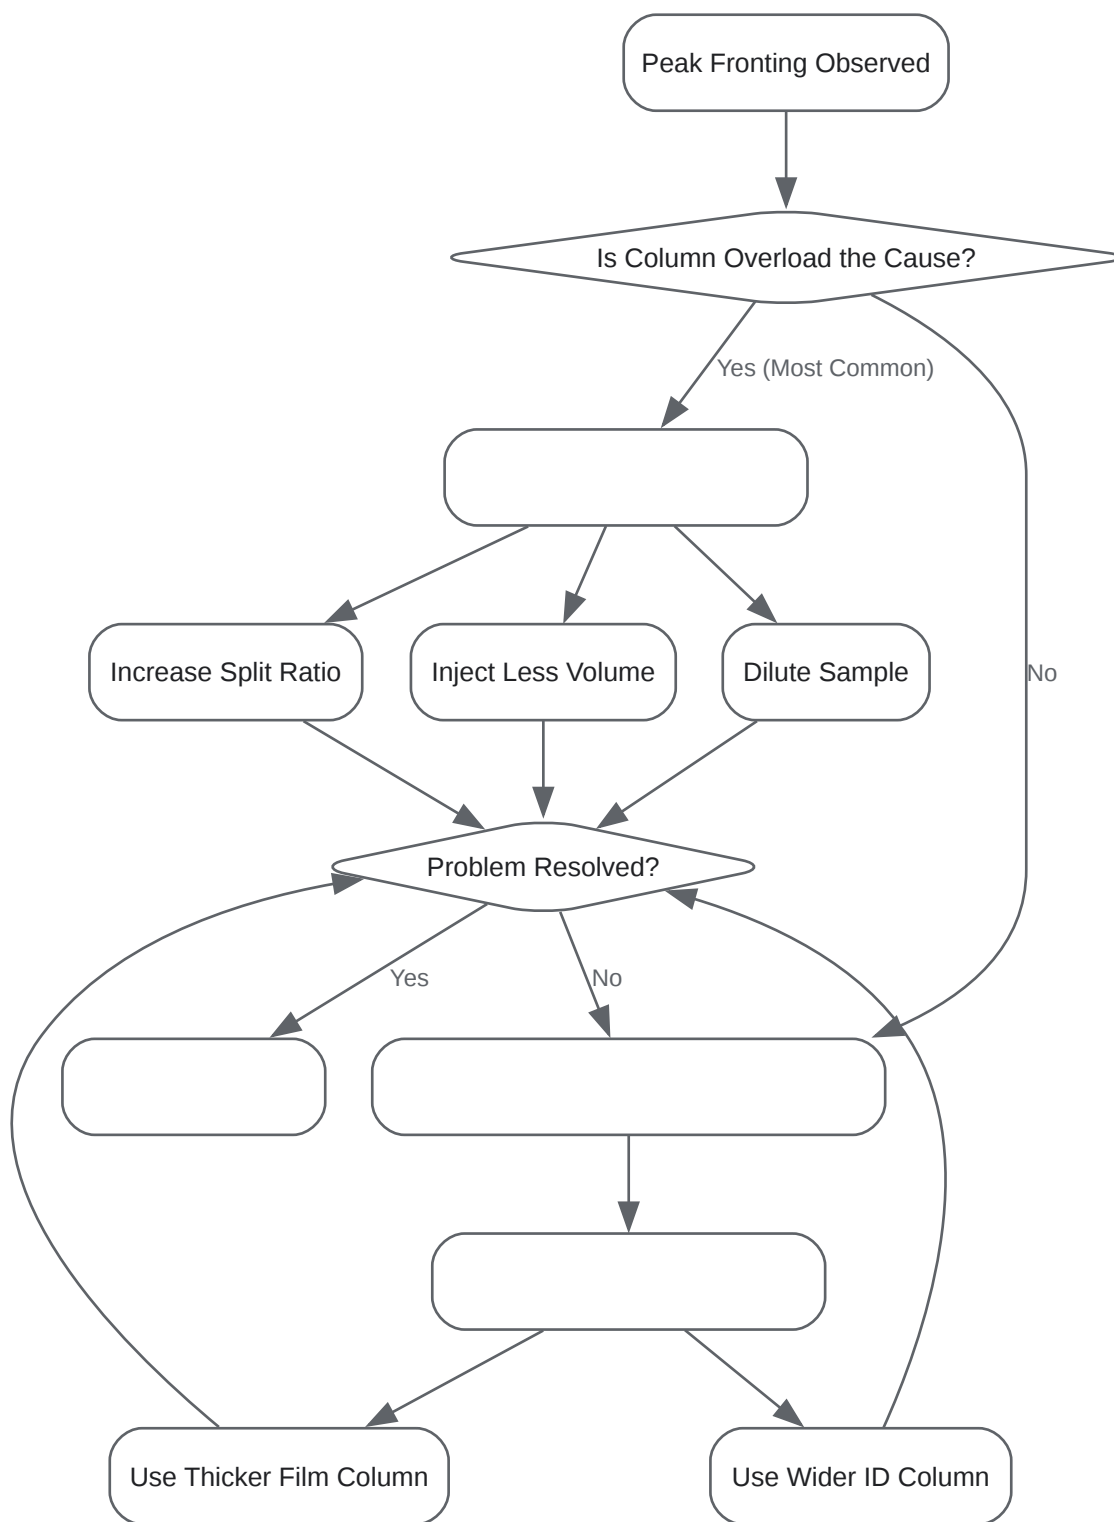 Peak Fronting Observed
Is Column Overload the Cause?
Yes (Most Common)
Increase Split Ratio
Inject Less Volume
Dilute Sample
No
Problem Resolved?
Yes
No
Use Thicker Film Column
Use Wider ID Column